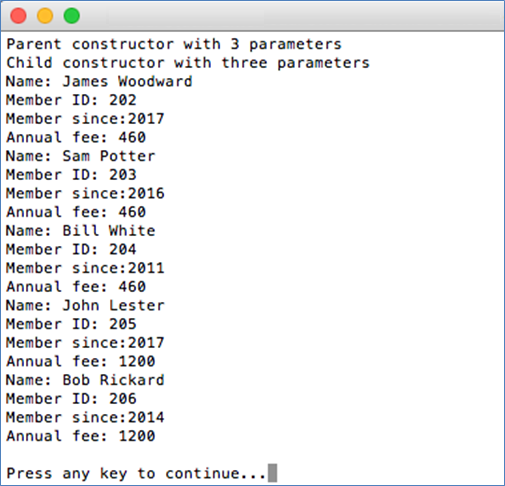 Parent constructor with 3 parameters
Child constructor with three parameters
Name: James Woodward
Member ID: 202
Member since:2017
Annual fee: 460
Name: Sam Potter
Member ID: 203
Member since:2016
Annual fee: 460
Name: Bill White
Member ID: 204
Member since:2011
Annual fee: 460
Name: John Lester
Member ID: 205
Member since:2017
Annual fee: 1200
Name: Bob Rickard
Member ID: 206
Member since:2014
Annual fee: 1200
Press any key to continue...